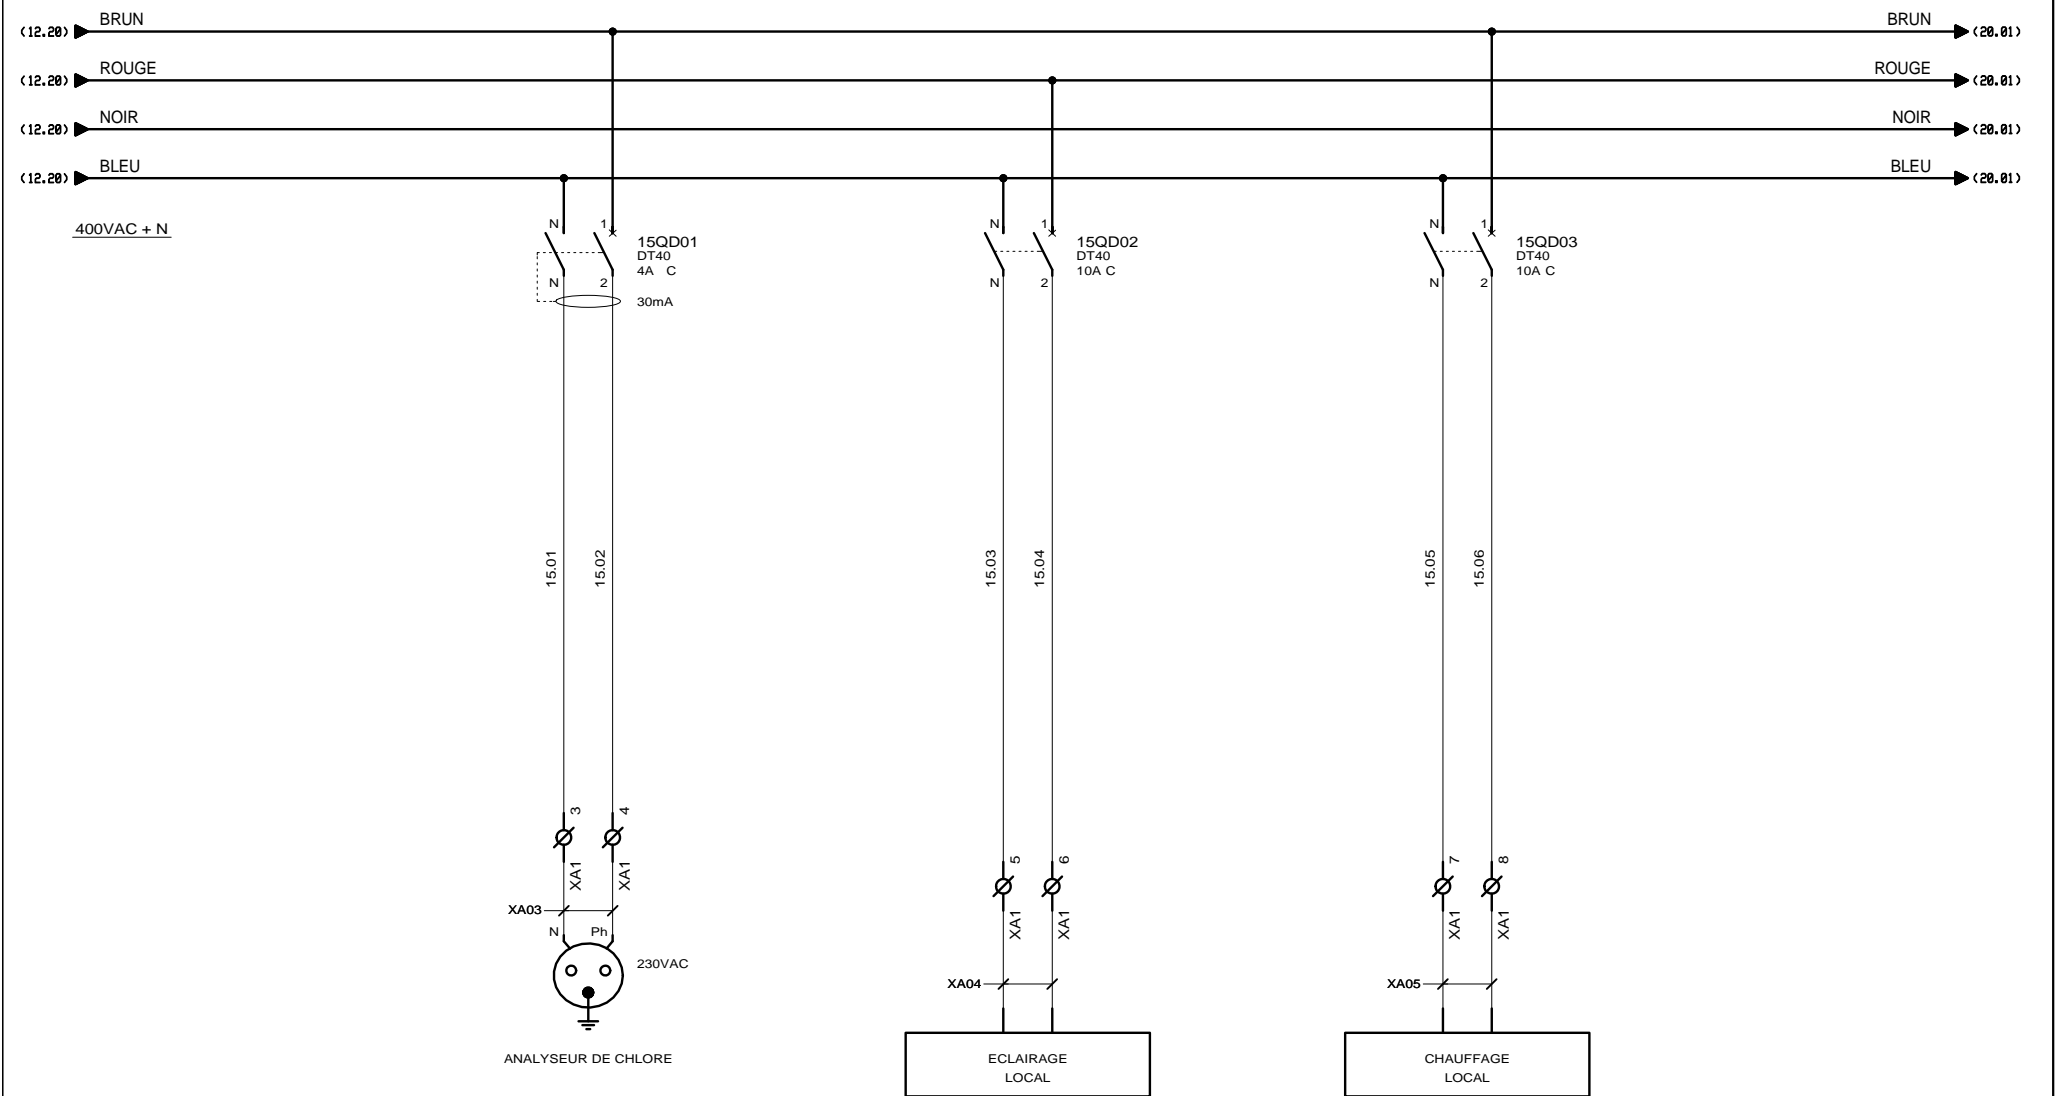 BRUN BRUN
(12.20) (20.01)
ROUGE ROUGE
(12.20) (20.01)
NOIR NOIR
(12.20) (20.01)
BLEU BLEU
(12.20) (20.01)
400VAC + N
N 1
15QD01
DT40
4A C
N 2
30mA
N 1
15QD02
DT40
10A C
N 2
N 1
15QD03
DT40
10A C
N 2
15.01
15.02
15.03
15.04
15.05
15.06
3
4
XA1
XA1
XA03
N Ph
230VAC
ANALYSEUR DE CHLORE
5
6
XA1
XA1
XA04
ECLAIRAGE
LOCAL
7
8
XA1
XA1
XA05
CHAUFFAGE
LOCAL